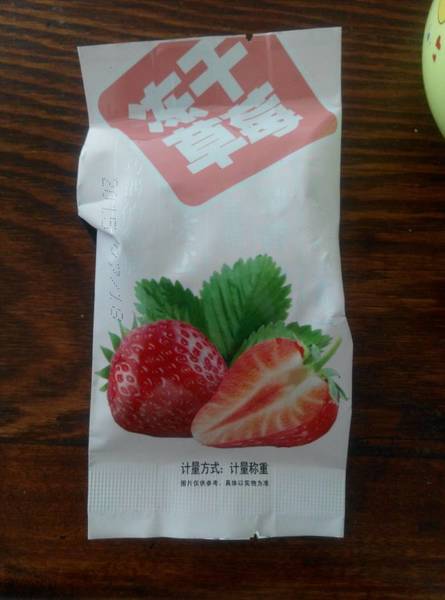 冻干
草莓
计量方式：计量称重
图片仅供参考，具体以实物为准